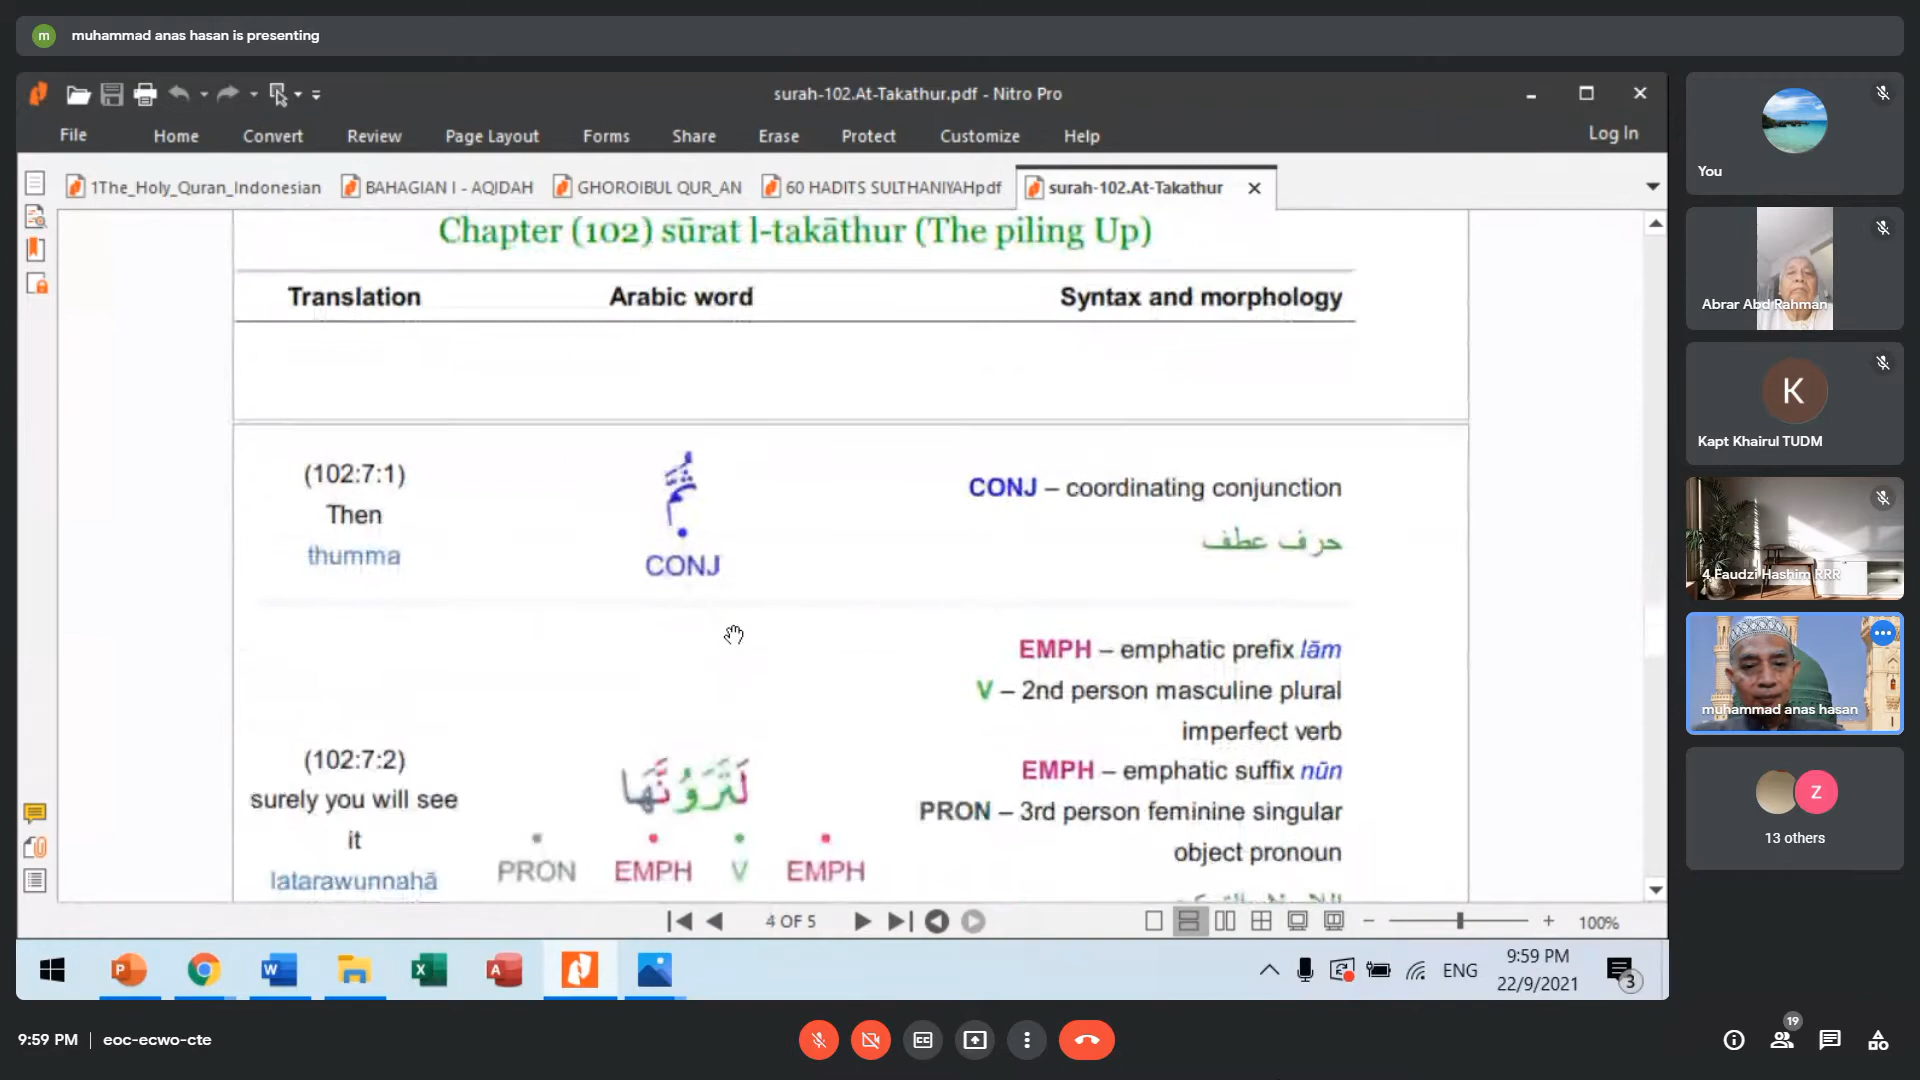 m
muhammad anas hasan is presenting
surah-102.At-Takathur.pdf - Nitro Pro
File Home Convert Review Page Layout Forms Share Erase Protect Customize Help Log In
1The_Holy_Quran_Indonesian BAHAGIAN I - AQIDAH GHOROIBUL QUR_AN 60 HADITS SULTHANIYAHpdf surah-102.At-Takathur
Chapter (102) sūrat l-takāthur (The piling Up)
Translation Arabic word Syntax and morphology
(102:7:1)
Then
thumma
ثُمَّ
CONJ
CONJ – coordinating conjunction
حرف عطف
(102:7:2)
surely you will see
it
latarawunnahā
لَتَرَوُنَّهَا
PRON EMPH V EMPH
EMPH – emphatic prefix lām
V – 2nd person masculine plural
imperfect verb
EMPH – emphatic suffix nūn
PRON – 3rd person feminine singular
object pronoun
4 OF 5
100%
ENG
9:59 PM
22/9/2021
3
You
Abrar Abd Rahman
K
Kapt Khairul TUDM
4 Faudzi Hashim RRR
muhammad anas hasan
Z
13 others
9:59 PM
eoc-ecwo-cte
19